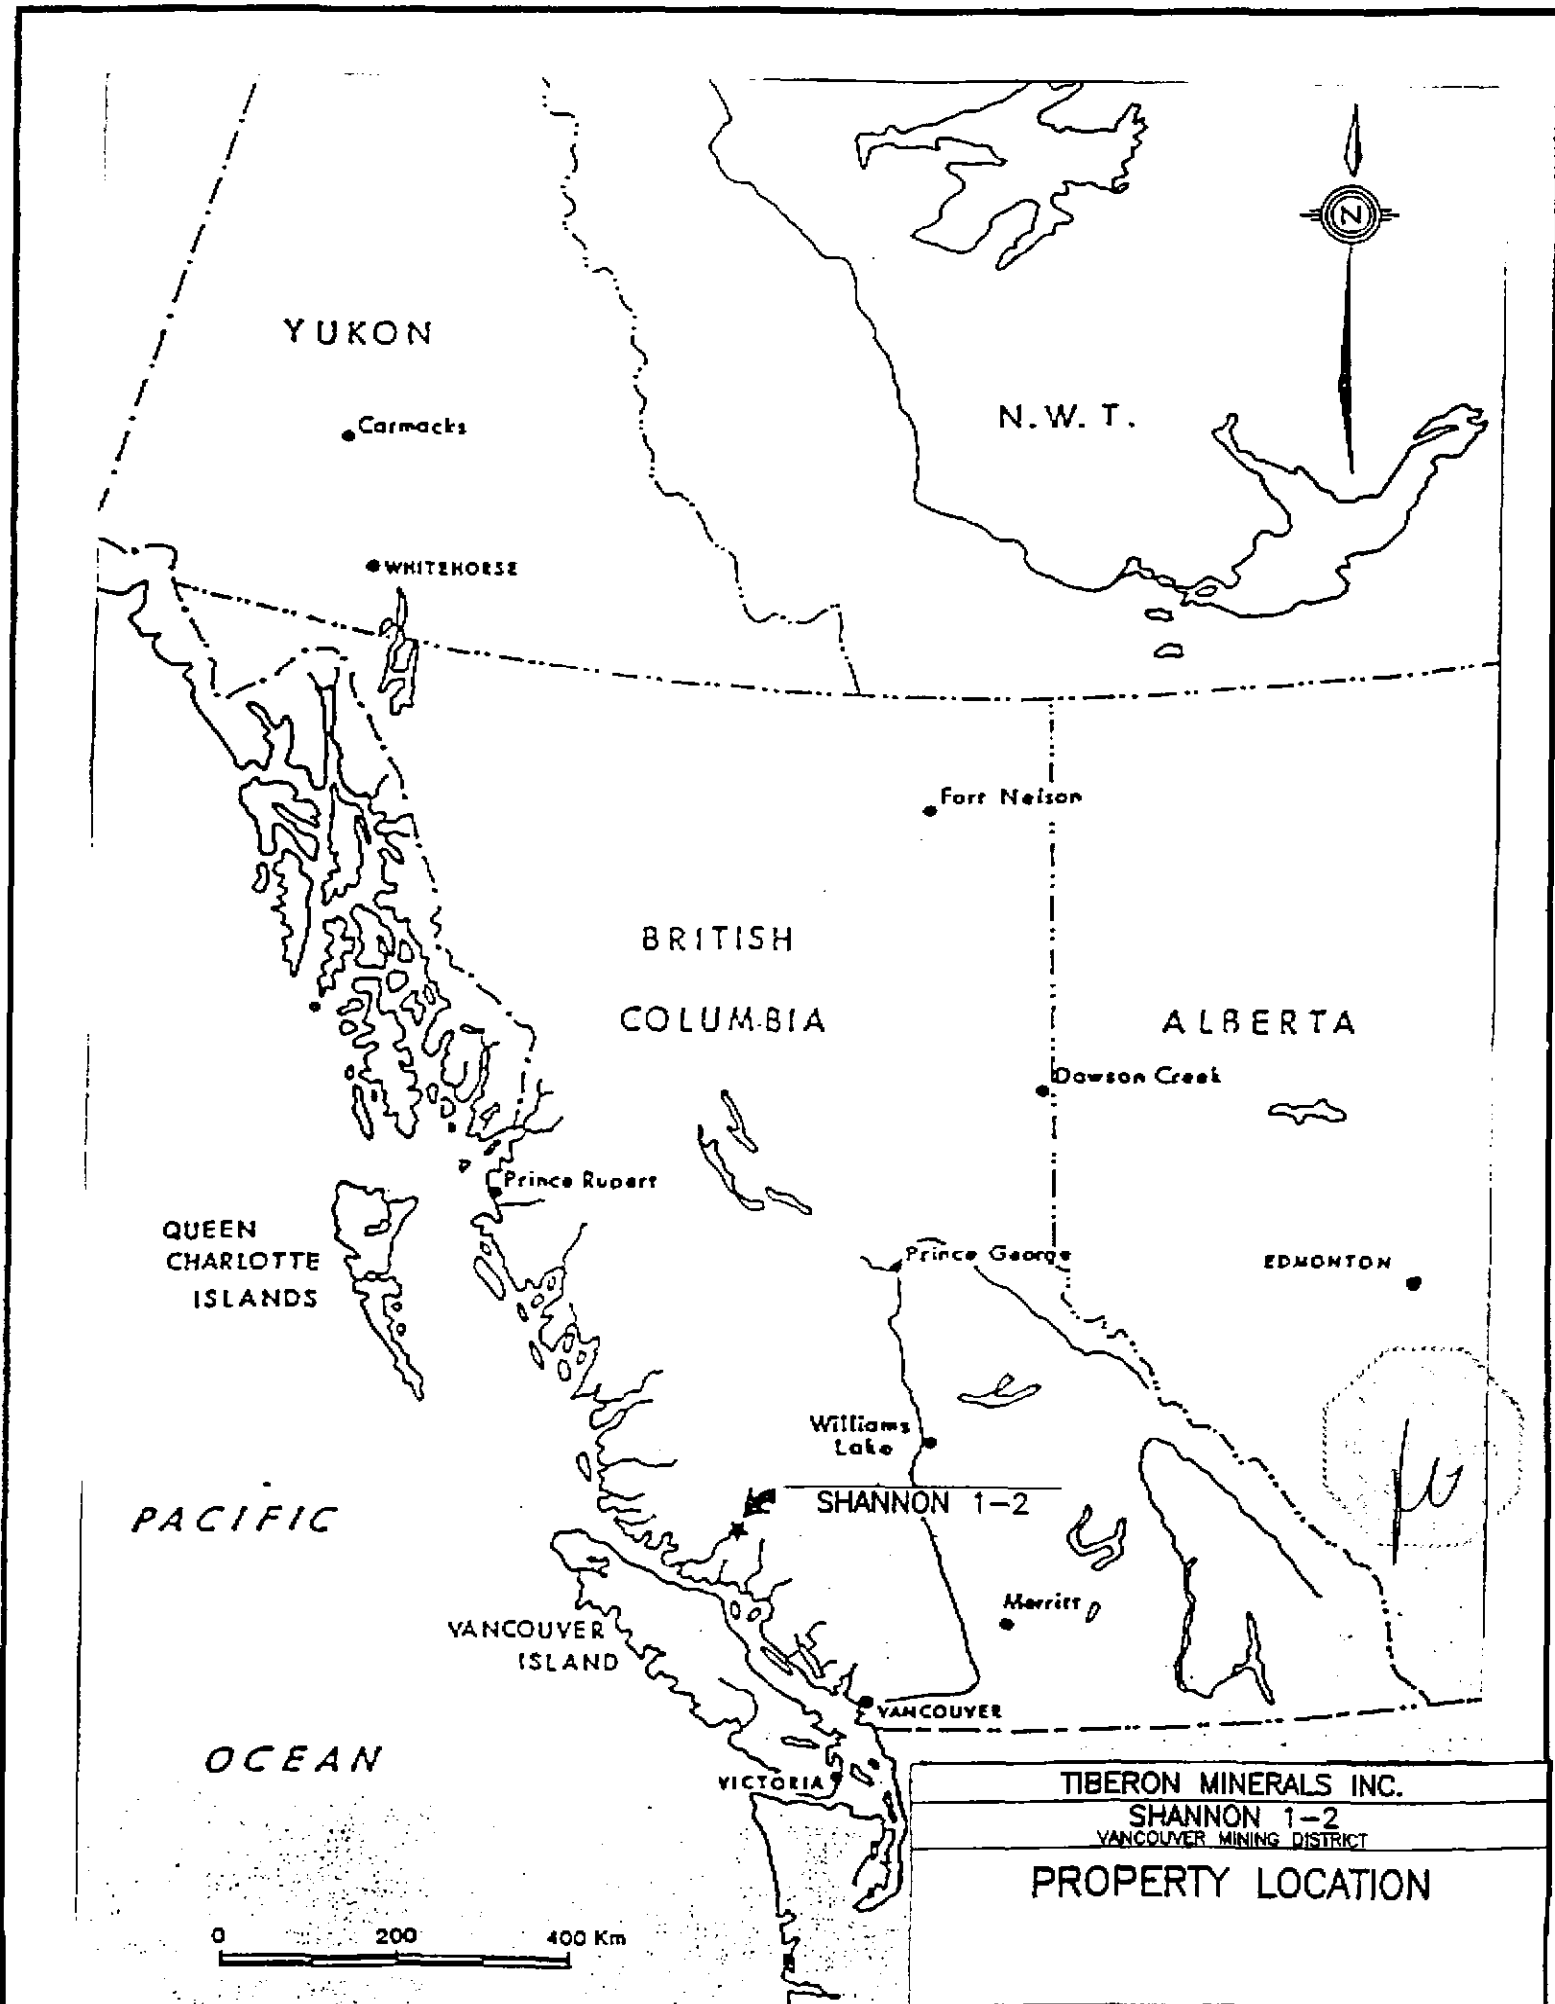 YUKON
N.W.T.
Carmacks
WHITEHORSE
Fort Nelson
BRITISH
COLUMBIA
ALBERTA
Dawson Creek
Prince Rupert
QUEEN
CHARLOTTE
ISLANDS
Prince George
EDMONTON
Williams
Lake
SHANNON 1-2
PACIFIC
Merritt
VANCOUVER
ISLAND
VANCOUVER
OCEAN
VICTORIA
TIBERON MINERALS INC.
SHANNON 1-2
VANCOUVER MINING DISTRICT
PROPERTY LOCATION
0 200 400 Km
N